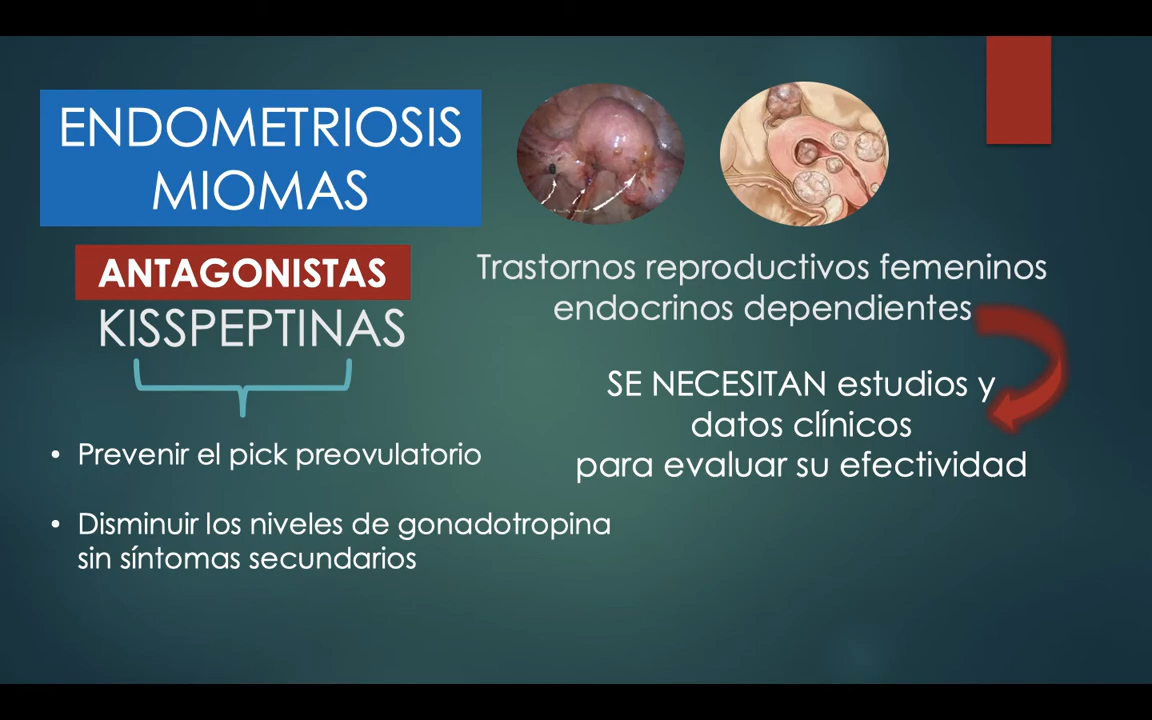 ENDOMETRIOSIS
MIOMAS
ANTAGONISTAS
KISSPEPTINAS
• Prevenir el pick preovulatorio
• Disminuir los niveles de gonadotropina
sin síntomas secundarios
Trastornos reproductivos femeninos
endocrinos dependientes
SE NECESITAN estudios y
datos clínicos
para evaluar su efectividad